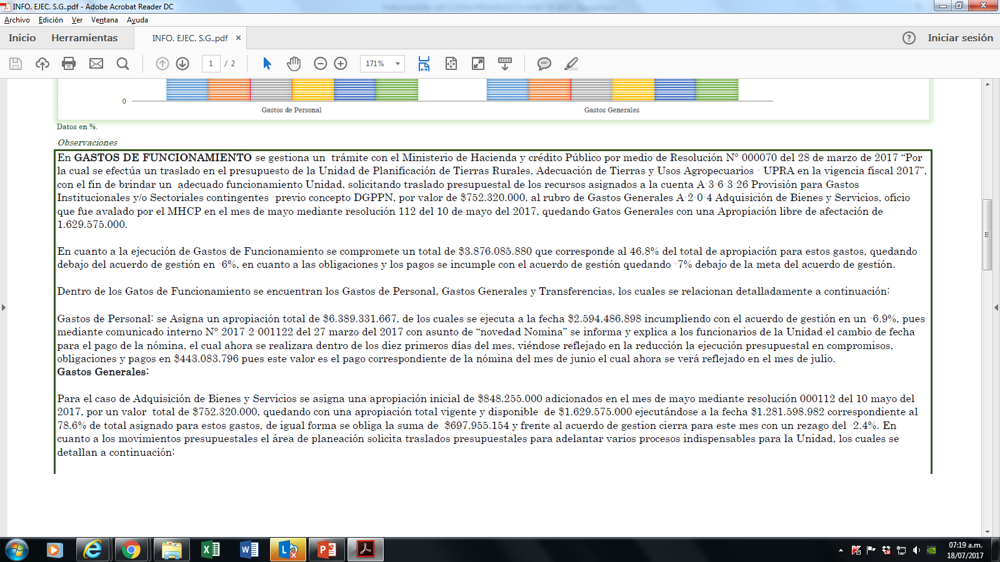 INFO. EJEC. S.G..pdf - Adobe Acrobat Reader DC
Archivo Edición Ver Ventana Ayuda
Inicio Herramientas INFO. EJEC. S.G..pdf × ? Iniciar sesión
1 / 2 171%
0
Gastos de Personal Gastos Generales
Datos en %.
Observaciones
En GASTOS DE FUNCIONAMIENTO se gestiona un trámite con el Ministerio de Hacienda y crédito Público por medio de Resolución N° 000070 del 28 de marzo de 2017 “Por
la cual se efectúa un traslado en el presupuesto de la Unidad de Planificación de Tierras Rurales, Adecuación de Tierras y Usos Agropecuarios - UPRA en la vigencia fiscal 2017”,
con el fin de brindar un adecuado funcionamiento Unidad, solicitando traslado presupuestal de los recursos asignados a la cuenta A-3-6-3-26 Provisión para Gastos
Institucionales y/o Sectoriales contingentes -previo concepto DGPPN, por valor de $752.320.000, al rubro de Gastos Generales A-2-0-4 Adquisición de Bienes y Servicios, oficio
que fue avalado por el MHCP en el mes de mayo mediante resolución 112 del 10 de mayo del 2017, quedando Gatos Generales con una Apropiación libre de afectación de
1.629.575.000.
En cuanto a la ejecución de Gastos de Funcionamiento se compromete un total de $3.876.085.880 que corresponde al 46.8% del total de apropiación para estos gastos, quedando
debajo del acuerdo de gestión en -6%, en cuanto a las obligaciones y los pagos se incumple con el acuerdo de gestión quedando -7% debajo de la meta del acuerdo de gestión.
Dentro de los Gatos de Funcionamiento se encuentran los Gastos de Personal, Gastos Generales y Transferencias, los cuales se relacionan detalladamente a continuación:
Gastos de Personal: se Asigna un apropiación total de $6.389.331.667, de los cuales se ejecuta a la fecha $2.594.486.898 incumpliendo con el acuerdo de gestión en un -6.9%, pues
mediante comunicado interno N° 2017-2-001122 del 27 marzo del 2017 con asunto de “novedad Nomina” se informa y explica a los funcionarios de la Unidad el cambio de fecha
para el pago de la nómina, el cual ahora se realizara dentro de los diez primeros días del mes, viéndose reflejado en la reducción la ejecución presupuestal en compromisos,
obligaciones y pagos en $443.083.796 pues este valor es el pago correspondiente de la nómina del mes de junio el cual ahora se verá reflejado en el mes de julio.
Gastos Generales:
Para el caso de Adquisición de Bienes y Servicios se asigna una apropiación inicial de $848.255.000 adicionados en el mes de mayo mediante resolución 000112 del 10 mayo del
2017, por un valor total de $752.320.000, quedando con una apropiación total vigente y disponible de $1.629.575.000 ejecutándose a la fecha $1.281.598.982 correspondiente al
78.6% de total asignado para estos gastos, de igual forma se obliga la suma de $697.955.154 y frente al acuerdo de gestion cierra para este mes con un rezago del -2.4%. En
cuanto a los movimientos presupuestales el área de planeación solicita traslados presupuestales para adelantar varios procesos indispensables para la Unidad, los cuales se
detallan a continuación:
07:19 a.m.
18/07/2017